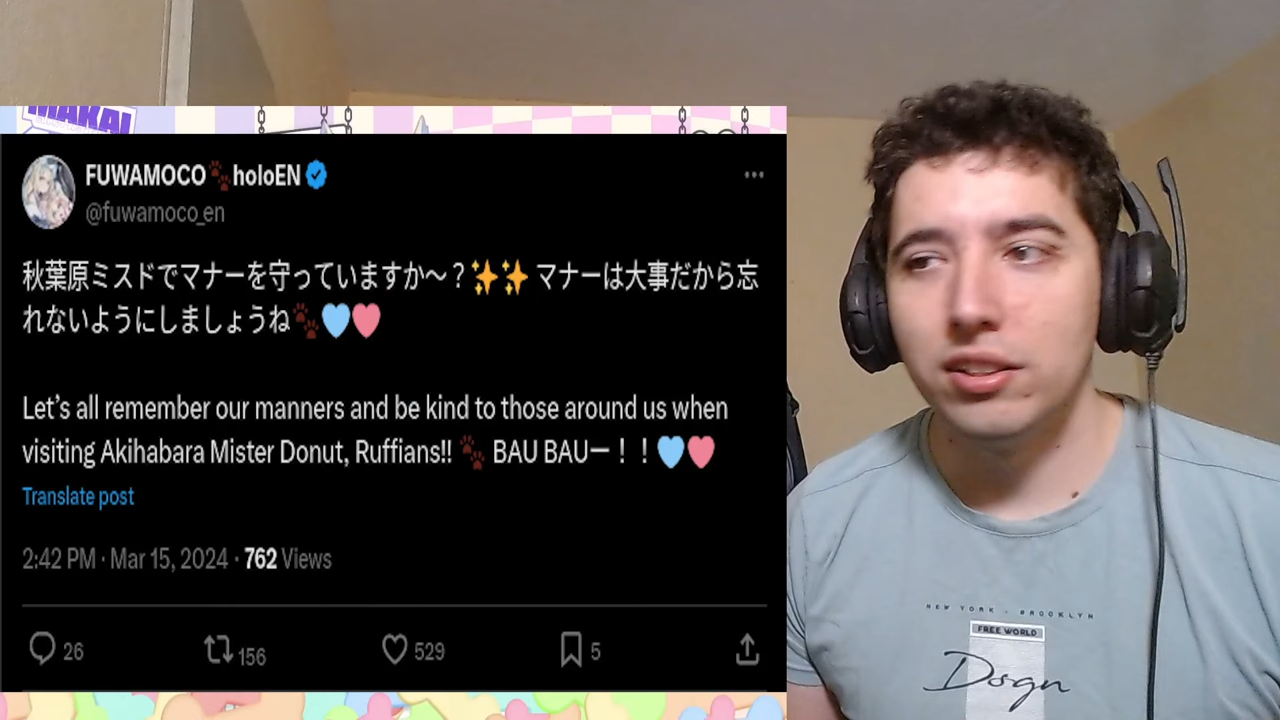 MAKAI
FUWAMOCO🐾holoEN
@fuwamoco_en
秋葉原ミスドでマナーを守っていますか～？✨✨ マナーは大事だから忘
れないようにしましょうね🐾🩵🩷
Let's all remember our manners and be kind to those around us when
visiting Akihabara Mister Donut, Ruffians!! 🐾 BAU BAUー！！🩵🩷
Translate post
2:42 PM · Mar 15, 2024 · 762 Views
26 156 529 5
NEW YORK - BROOKLYN
FREE WORLD
Dsgn